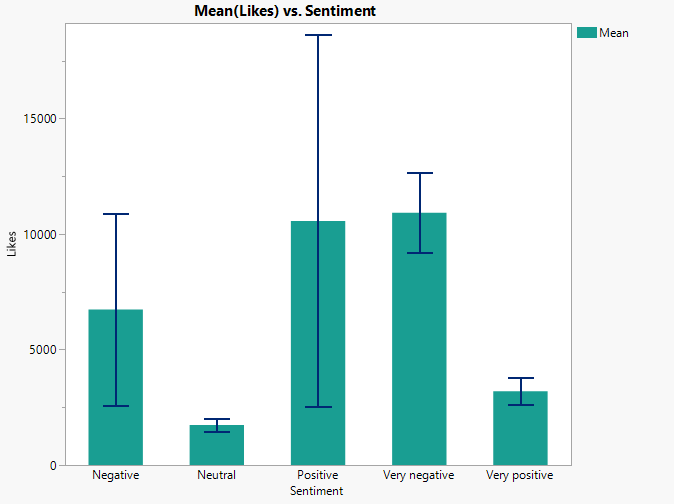 Mean(Likes) vs. Sentiment
Mean
Likes
15000
10000
5000
0
Negative Neutral Positive Very negative Very positive
Sentiment